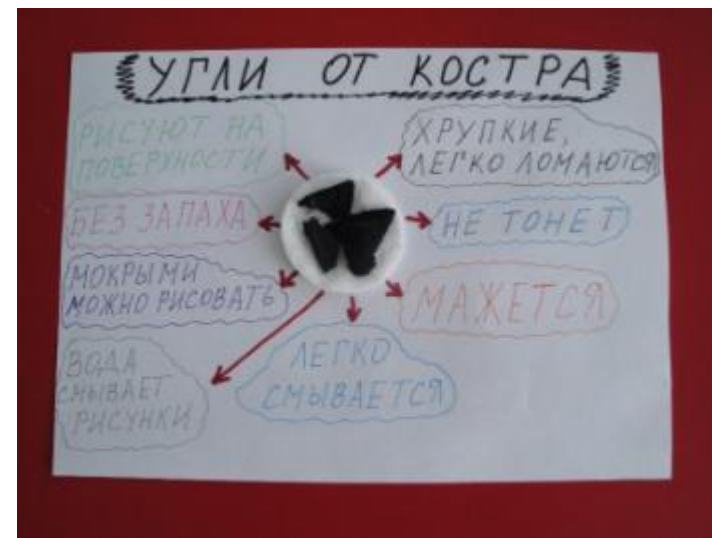 УГЛИ ОТ КОСТРА
РИСУЮТ НА
ПОВЕРХНОСТИ
ХРУПКИЕ,
ЛЕГКО ЛОМАЮТСЯ
БЕЗ ЗАПАХА
НЕ ТОНЕТ
МОКРЫМИ
МОЖНО РИСОВАТЬ
МАЖЕТСЯ
ВОДА
СМЫВАЕТ
РИСУНКИ
ЛЕГКО
СМЫВАЕТСЯ